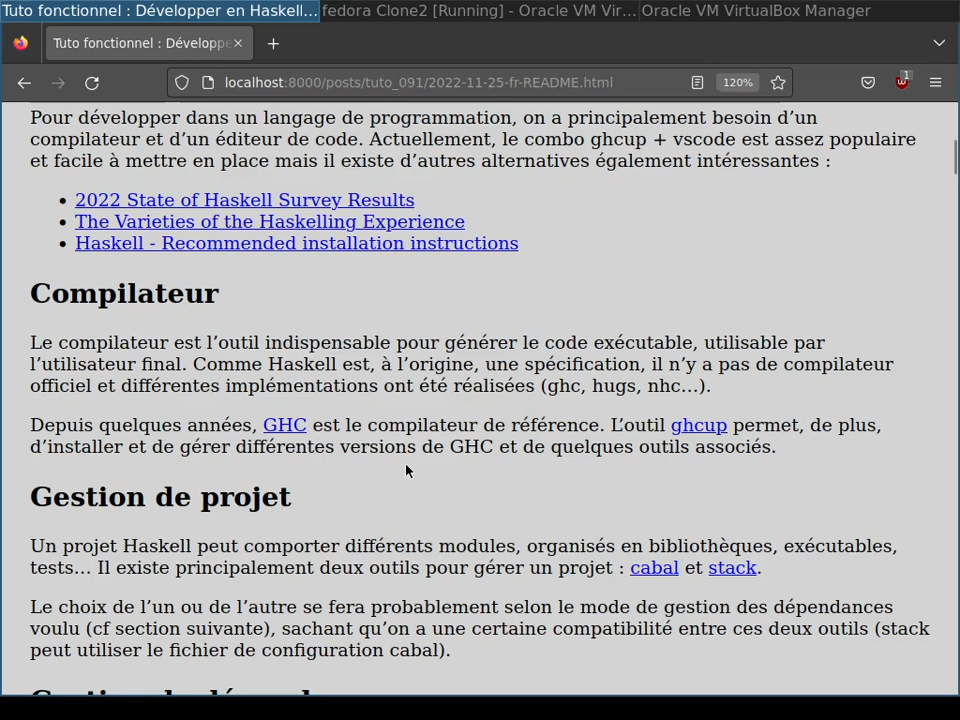 Tuto fonctionnel : Développer en Haskell... fedora Clone2 [Running] - Oracle VM Vir... Oracle VM VirtualBox Manager
Tuto fonctionnel : Développe
localhost:8000/posts/tuto_091/2022-11-25-fr-README.html 120% 1
Pour développer dans un langage de programmation, on a principalement besoin d’un
compilateur et d’un éditeur de code. Actuellement, le combo ghcup + vscode est assez populaire
et facile à mettre en place mais il existe d’autres alternatives également intéressantes :
• 2022 State of Haskell Survey Results
• The Varieties of the Haskelling Experience
• Haskell - Recommended installation instructions
Compilateur
Le compilateur est l’outil indispensable pour générer le code exécutable, utilisable par
l’utilisateur final. Comme Haskell est, à l’origine, une spécification, il n’y a pas de compilateur
officiel et différentes implémentations ont été réalisées (ghc, hugs, nhc…).
Depuis quelques années, GHC est le compilateur de référence. L’outil ghcup permet, de plus,
d’installer et de gérer différentes versions de GHC et de quelques outils associés.
Gestion de projet
Un projet Haskell peut comporter différents modules, organisés en bibliothèques, exécutables,
tests… Il existe principalement deux outils pour gérer un projet : cabal et stack.
Le choix de l’un ou de l’autre se fera probablement selon le mode de gestion des dépendances
voulu (cf section suivante), sachant qu’on a une certaine compatibilité entre ces deux outils (stack
peut utiliser le fichier de configuration cabal).